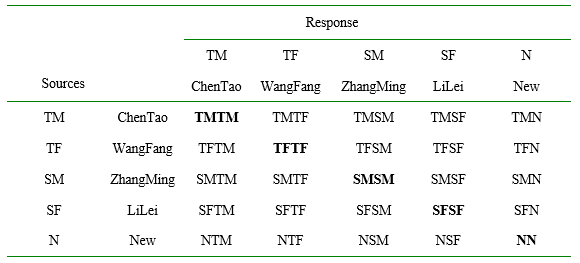 Response
TM TF SM SF N
Sources ChenTao WangFang ZhangMing LiLei New
TM ChenTao TMTM TMTF TMSM TMSF TMN
TF WangFang TFTM TFTF TFSM TFSF TFN
SM ZhangMing SMTM SMTF SMSM SMSF SMN
SF LiLei SFTM SFTF SFSM SFSF SFN
N New NTM NTF NSM NSF NN